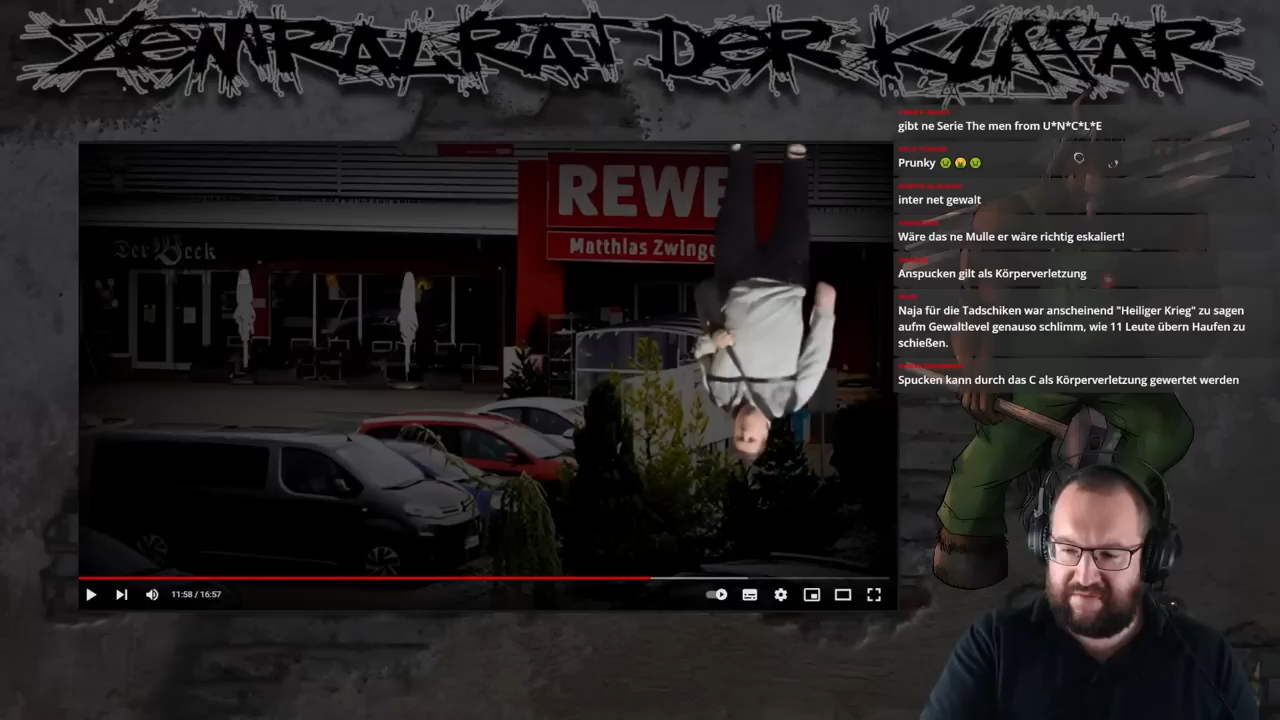 ZENTRALRAT DER KUFFAR
gibt ne Serie The men from U*N*C*L*E
Prunky
inter net gewalt
Wäre das ne Mulle er wäre richtig eskaliert!
Anspucken gilt als Körperverletzung
Naja für die Tadschiken war anscheinend "Heiliger Krieg" zu sagen
aufm Gewaltlevel genauso schlimm, wie 11 Leute übern Haufen zu
schießen.
Spucken kann durch das C als Körperverletzung gewertet werden
REWE
Matthias Zwinge
Der Beck
11:58 / 16:57